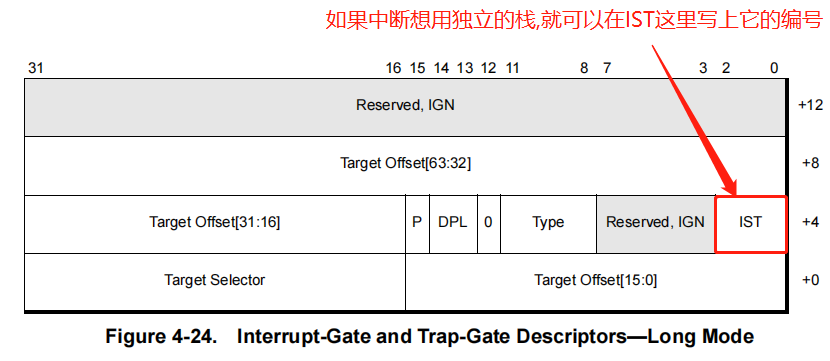 如果中断想用独立的栈,就可以在IST这里写上它的编号
31 16 15 14 13 12 11 8 7 3 2 0
Reserved, IGN +12
Target Offset[63:32] +8
Target Offset[31:16] P DPL 0 Type Reserved, IGN IST +4
Target Selector Target Offset[15:0] +0
Figure 4-24. Interrupt-Gate and Trap-Gate Descriptors—Long Mode